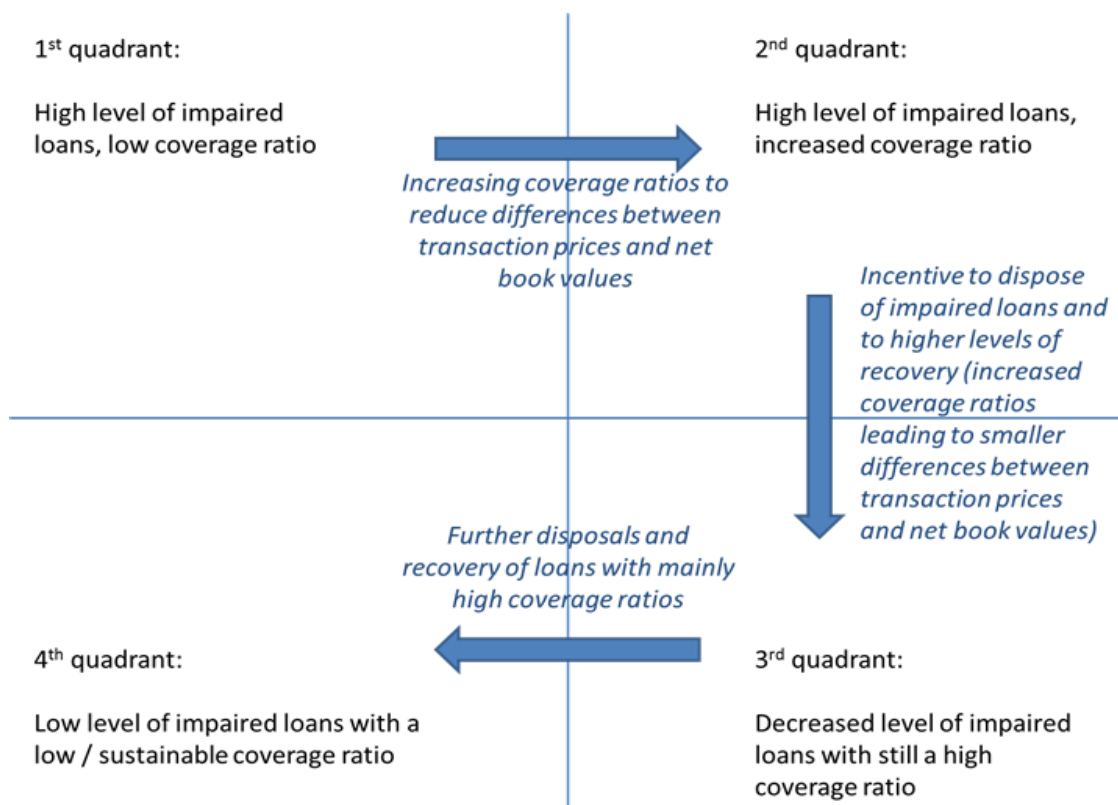 1st quadrant:
High level of impaired
loans, low coverage ratio
2nd quadrant:
High level of impaired loans,
increased coverage ratio
Increasing coverage ratios to
reduce differences between
transaction prices and net
book values
Incentive to dispose
of impaired loans and
to higher levels of
recovery (increased
coverage ratios
leading to smaller
differences between
transaction prices
and net book values)
Further disposals and
recovery of loans with mainly
high coverage ratios
4th quadrant:
Low level of impaired loans with a
low / sustainable coverage ratio
3rd quadrant:
Decreased level of impaired
loans with still a high
coverage ratio